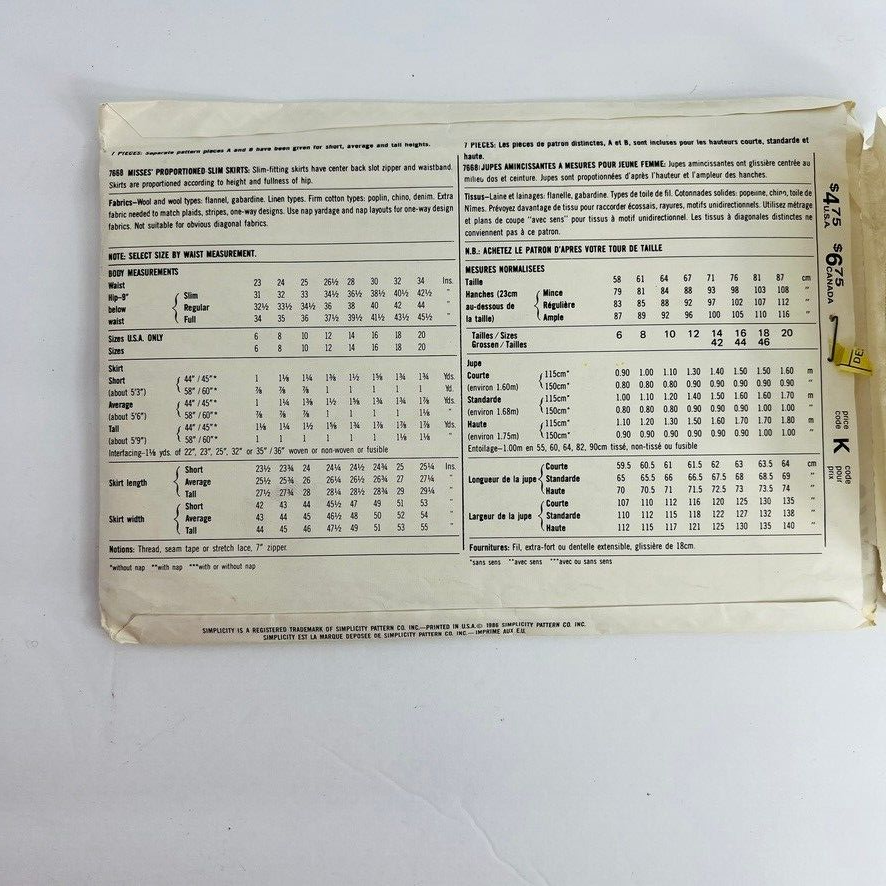 7 PIECES: Separate pattern pieces A and B have been given for short, average and tall heights.
7668 MISSES' PROPORTIONED SLIM SKIRTS: Slim-fitting skirts have center back slot zipper and waistband.
Skirts are proportioned according to height and fullness of hip.
Fabrics—Wool and wool types: flannel, gabardine. Linen types. Firm cotton types: poplin, chino, denim. Extra
fabric needed to match plaids, stripes, one-way designs. Use nap yardage and nap layouts for one-way design
fabrics. Not suitable for obvious diagonal fabrics.
NOTE: SELECT SIZE BY WAIST MEASUREMENT.
BODY MEASUREMENTS
Waist 23 24 25 26½ 28 30 32 34 Ins.
Hip-9" Slim 31 32 33 34½ 36½ 38½ 40½ 42½ "
below Regular 32½ 33½ 34½ 36 38 40 42 44 "
waist Full 34 35 36 37½ 39½ 41½ 43½ 45½ "
Sizes U.S.A. ONLY 6 8 10 12 14 16 18 20
Sizes 6 8 10 12 14 16 18 20
Skirt
Short 44" /45"* 1 1⅛ 1¼ 1⅜ 1½ 1⅝ 1¾ 1¾ Yds.
(about 5'3") 58" /60"* ⅞ ⅞ ⅞ 1 1 1 1 1 Yd.
Average 44" /45"* 1 1¼ 1⅜ 1½ 1⅝ 1¾ 1⅞ 1⅞ Yds.
(about 5'6") 58" /60"* ⅞ ⅞ ⅞ 1 1 1 1 1⅛ "
Tall 44" /45"* 1⅛ 1¼ 1½ 1⅝ 1¾ 1⅞ 1⅞ 1⅞ Yds.
(about 5'9") 58" /60"* 1 1 1 1 1 1 1⅛ 1⅛ "
Interfacing—1⅛ yds. of 22", 23", 25", 32" or 35" /36" woven or non-woven or fusible
Skirt length Short 23½ 23¾ 24 24¼ 24½ 24¾ 25 25¼ Ins.
Average 25½ 25¾ 26 26¼ 26½ 26¾ 27 27¼ "
Tall 27½ 27¾ 28 28¼ 28½ 28¾ 29 29¼ "
Skirt width Short 42 43 44 45½ 47 49 51 53 "
Average 43 44 45 46½ 48 50 52 54 "
Tall 44 45 46 47½ 49 51 53 55 "
Notions: Thread, seam tape or stretch lace, 7" zipper.
*without nap **with nap ***with or without nap
7 PIECES: Les pièces de patron distinctes, A et B, sont incluses pour les hauteurs courte, standarde et
haute.
7668:JUPES AMINCISSANTES A MESURES POUR JEUNE FEMME: Jupes amincissantes ont glissière centrée au
milieu dos et ceinture. Jupes sont proportionées d'après l'hauteur et l'ampleur des hanches.
Tissus—Laine et lainages: flanelle, gabardine. Types de toile de fil. Cotonnades solides: popeline, chino, toile de
Nimes. Prévoyez davantage de tissu pour raccorder écossais, rayures, motifs unidirectionnels. Utilisez métrage
et plans de coupe "avec sens" pour tissus à motif unidirectionnel. Les tissus à diagonales distinctes ne
conviennent pas à ce patron.
N.B.: ACHETEZ LE PATRON D'APRES VOTRE TOUR DE TAILLE
MESURES NORMALISEES
Taille 58 61 64 67 71 76 81 87 cm
Hanches (23cm Mince 79 81 84 88 93 98 103 108 "
au-dessous de Régulière 83 85 88 92 97 102 107 112 "
la taille) Ample 87 89 92 96 100 105 110 116 "
Tailles/Sizes 6 8 10 12 14 16 18 20
Grossen/Tailles 42 44 46
Jupe
Courte 115cm* 0.90 1.00 1.10 1.30 1.40 1.50 1.50 1.60 m
(environ 1.60m) 150cm* 0.80 0.80 0.80 0.90 0.90 0.90 0.90 0.90 "
Standarde 115cm* 1.00 1.10 1.20 1.40 1.50 1.60 1.60 1.70 m
(environ 1.68m) 150cm* 0.80 0.80 0.80 0.90 0.90 0.90 0.90 1.00 "
Haute 115cm* 1.10 1.20 1.30 1.50 1.60 1.70 1.70 1.80 m
(environ 1.75m) 150cm* 0.90 0.90 0.90 0.90 0.90 0.90 1.00 1.00 "
Entoilage—1.00m en 55, 60, 64, 82, 90cm tissé, non-tissé ou fusible
Longueur de la jupe Courte 59.5 60.5 61 61.5 62 63 63.5 64 cm
Standarde 65 65.5 66 66.5 67.5 68 68.5 69 "
Haute 70 70.5 71 71.5 72.5 73 73.5 74 "
Largeur de la jupe Courte 107 110 112 116 120 125 130 135 "
Standarde 110 112 115 118 122 127 132 138 "
Haute 112 115 117 121 125 130 135 140 "
Fournitures: Fil, extra-fort ou dentelle extensible, glissière de 18cm.
*sans sens **avec sens ***avec ou sans sens
$4.75 U.S.A. $6.75 CANADA
DE
price code K code pour prix
SIMPLICITY IS A REGISTERED TRADEMARK OF SIMPLICITY PATTERN CO. INC.—PRINTED IN U.S.A.© 1986 SIMPLICITY PATTERN CO. INC.
SIMPLICITY EST LA MARQUE DEPOSEE DE SIMPLICITY PATTERN CO. INC.—IMPRIME AUX E.U.